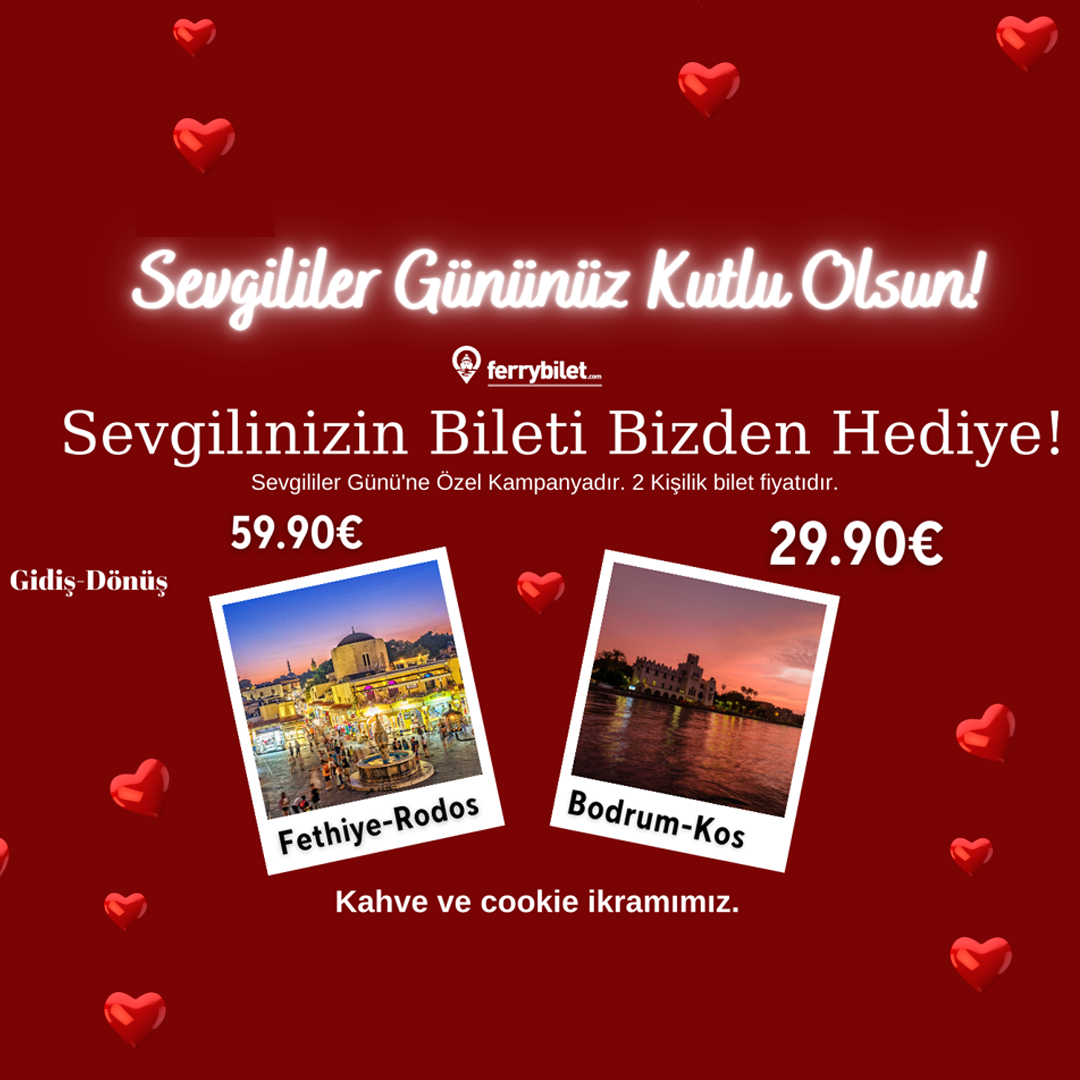 Sevgililer Gününüz Kutlu Olsun!
ferrybilet.com
Sevgilinizin Bileti Bizden Hediye!
Sevgililer Günü'ne Özel Kampanyadır. 2 Kişilik bilet fiyatıdır.
59.90€
29.90€
Gidiş-Dönüş
Fethiye-Rodos
Bodrum-Kos
Kahve ve cookie ikramımız.